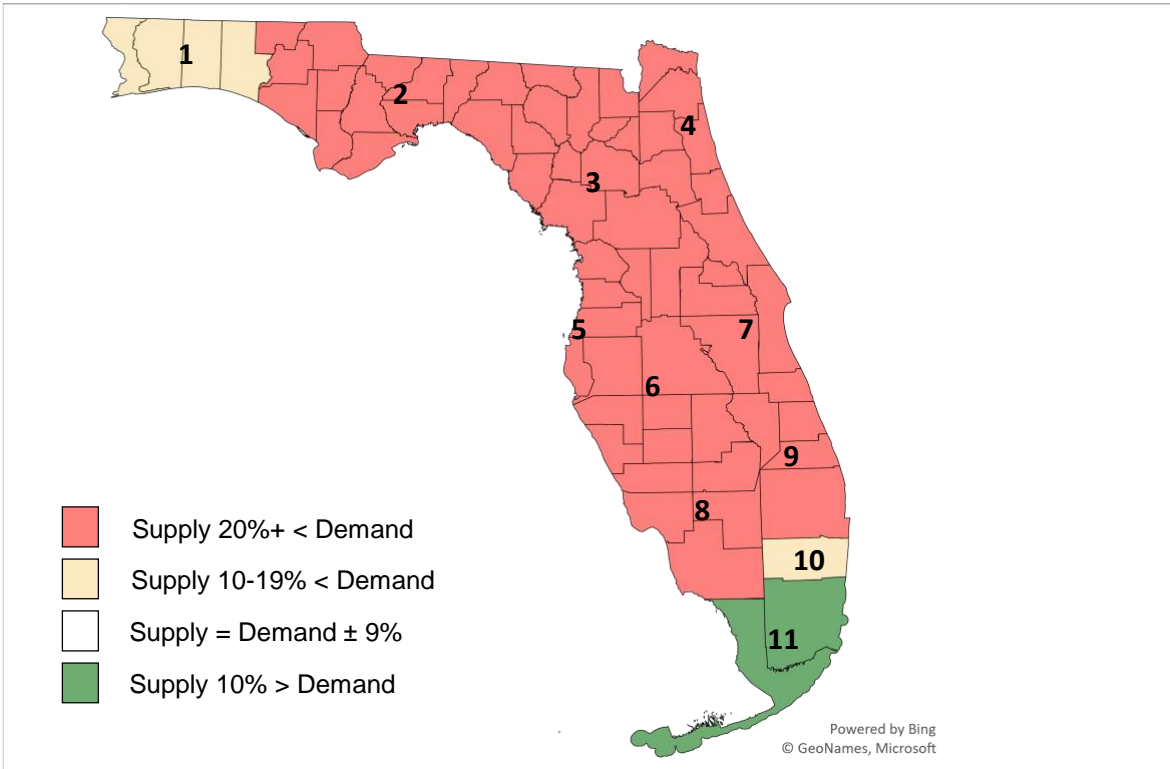 1
2
4
3
5
7
6
9
8
10
11
Supply 20%+ < Demand
Supply 10-19% < Demand
Supply = Demand ± 9%
Supply 10% > Demand
Powered by Bing
© GeoNames, Microsoft